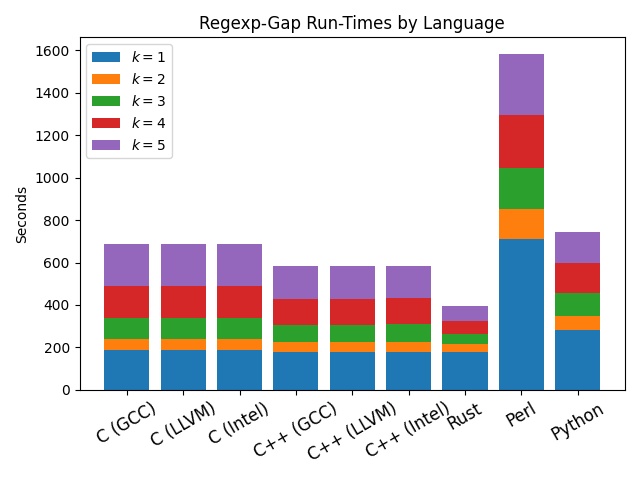 Regexp-Gap Run-Times by Language
1600
1400
1200
1000
800
600
400
200
0
Seconds
k = 1
k = 2
k = 3
k = 4
k = 5
C (GCC)
C (LLVM)
C (Intel)
C++ (GCC)
C++ (LLVM)
C++ (Intel)
Rust
Perl
Python